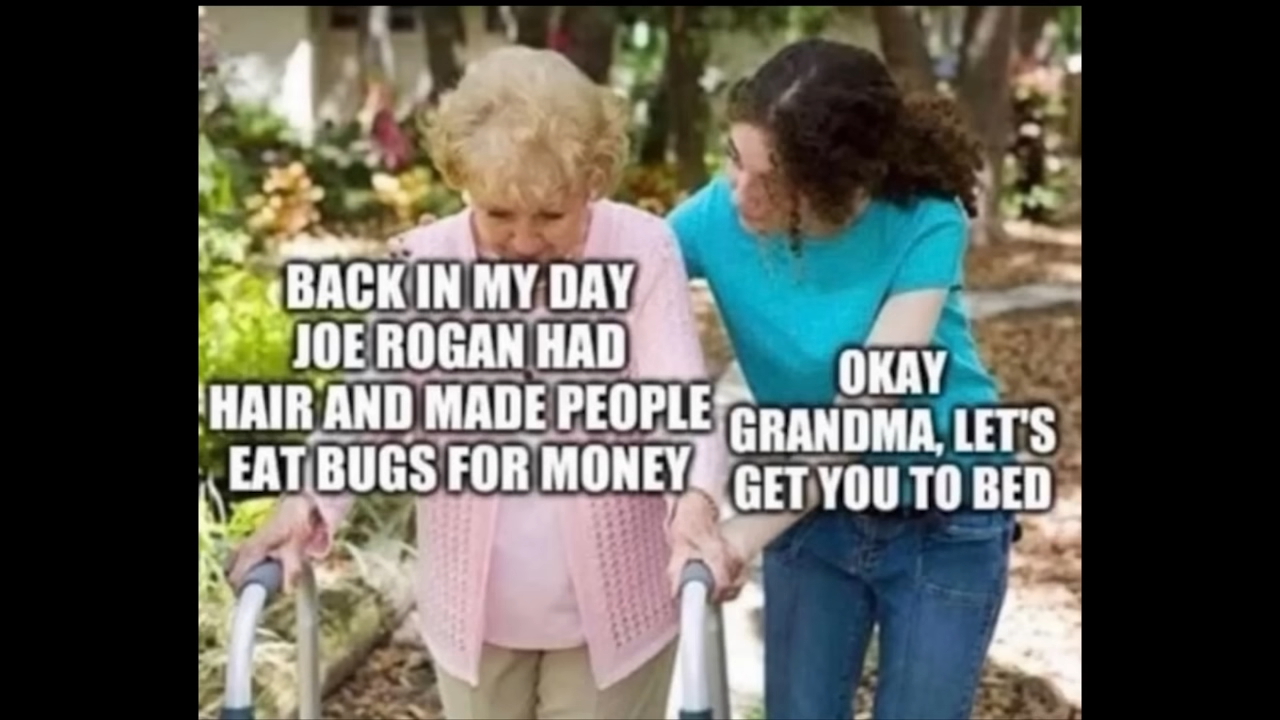 BACK IN MY DAY
JOE ROGAN HAD
HAIR AND MADE PEOPLE
EAT BUGS FOR MONEY
OKAY
GRANDMA, LET'S
GET YOU TO BED